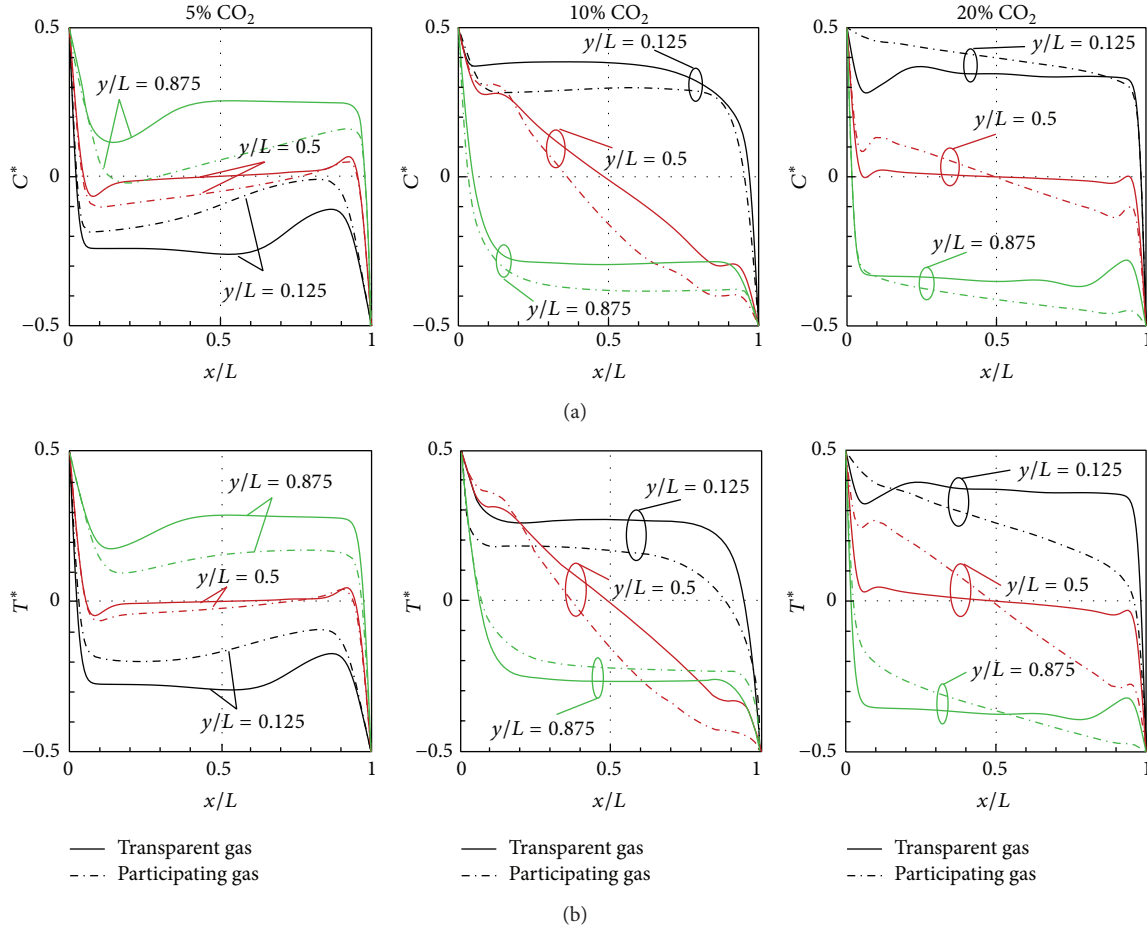 5% CO₂
10% CO₂
20% CO₂
0.5
0
−0.5
C*
y/L = 0.875
y/L = 0.5
y/L = 0.125
0
0.5
1
x/L
0.5
0
−0.5
C*
y/L = 0.125
y/L = 0.5
y/L = 0.875
0
0.5
1
x/L
0.5
0
−0.5
C*
y/L = 0.125
y/L = 0.5
y/L = 0.875
0
0.5
1
x/L
(a)
0.5
0
−0.5
T*
y/L = 0.875
y/L = 0.5
y/L = 0.125
0
0.5
1
x/L
0.5
0
−0.5
T*
y/L = 0.125
y/L = 0.5
y/L = 0.875
0
0.5
1
x/L
0.5
0
−0.5
T*
y/L = 0.125
y/L = 0.5
y/L = 0.875
0
0.5
1
x/L
Transparent gas
Participating gas
Transparent gas
Participating gas
Transparent gas
Participating gas
(b)